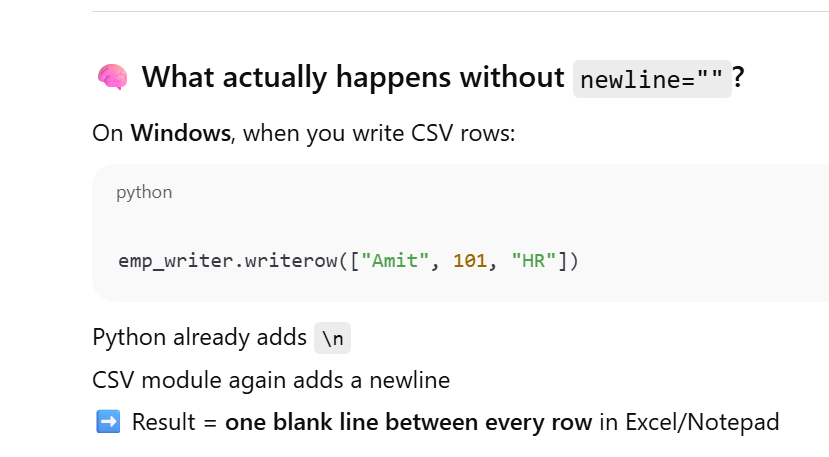 🧠 What actually happens without newline=""?
On Windows, when you write CSV rows:
python
emp_writer.writerow(["Amit", 101, "HR"])
Python already adds \n
CSV module again adds a newline
➡️ Result = one blank line between every row in Excel/Notepad